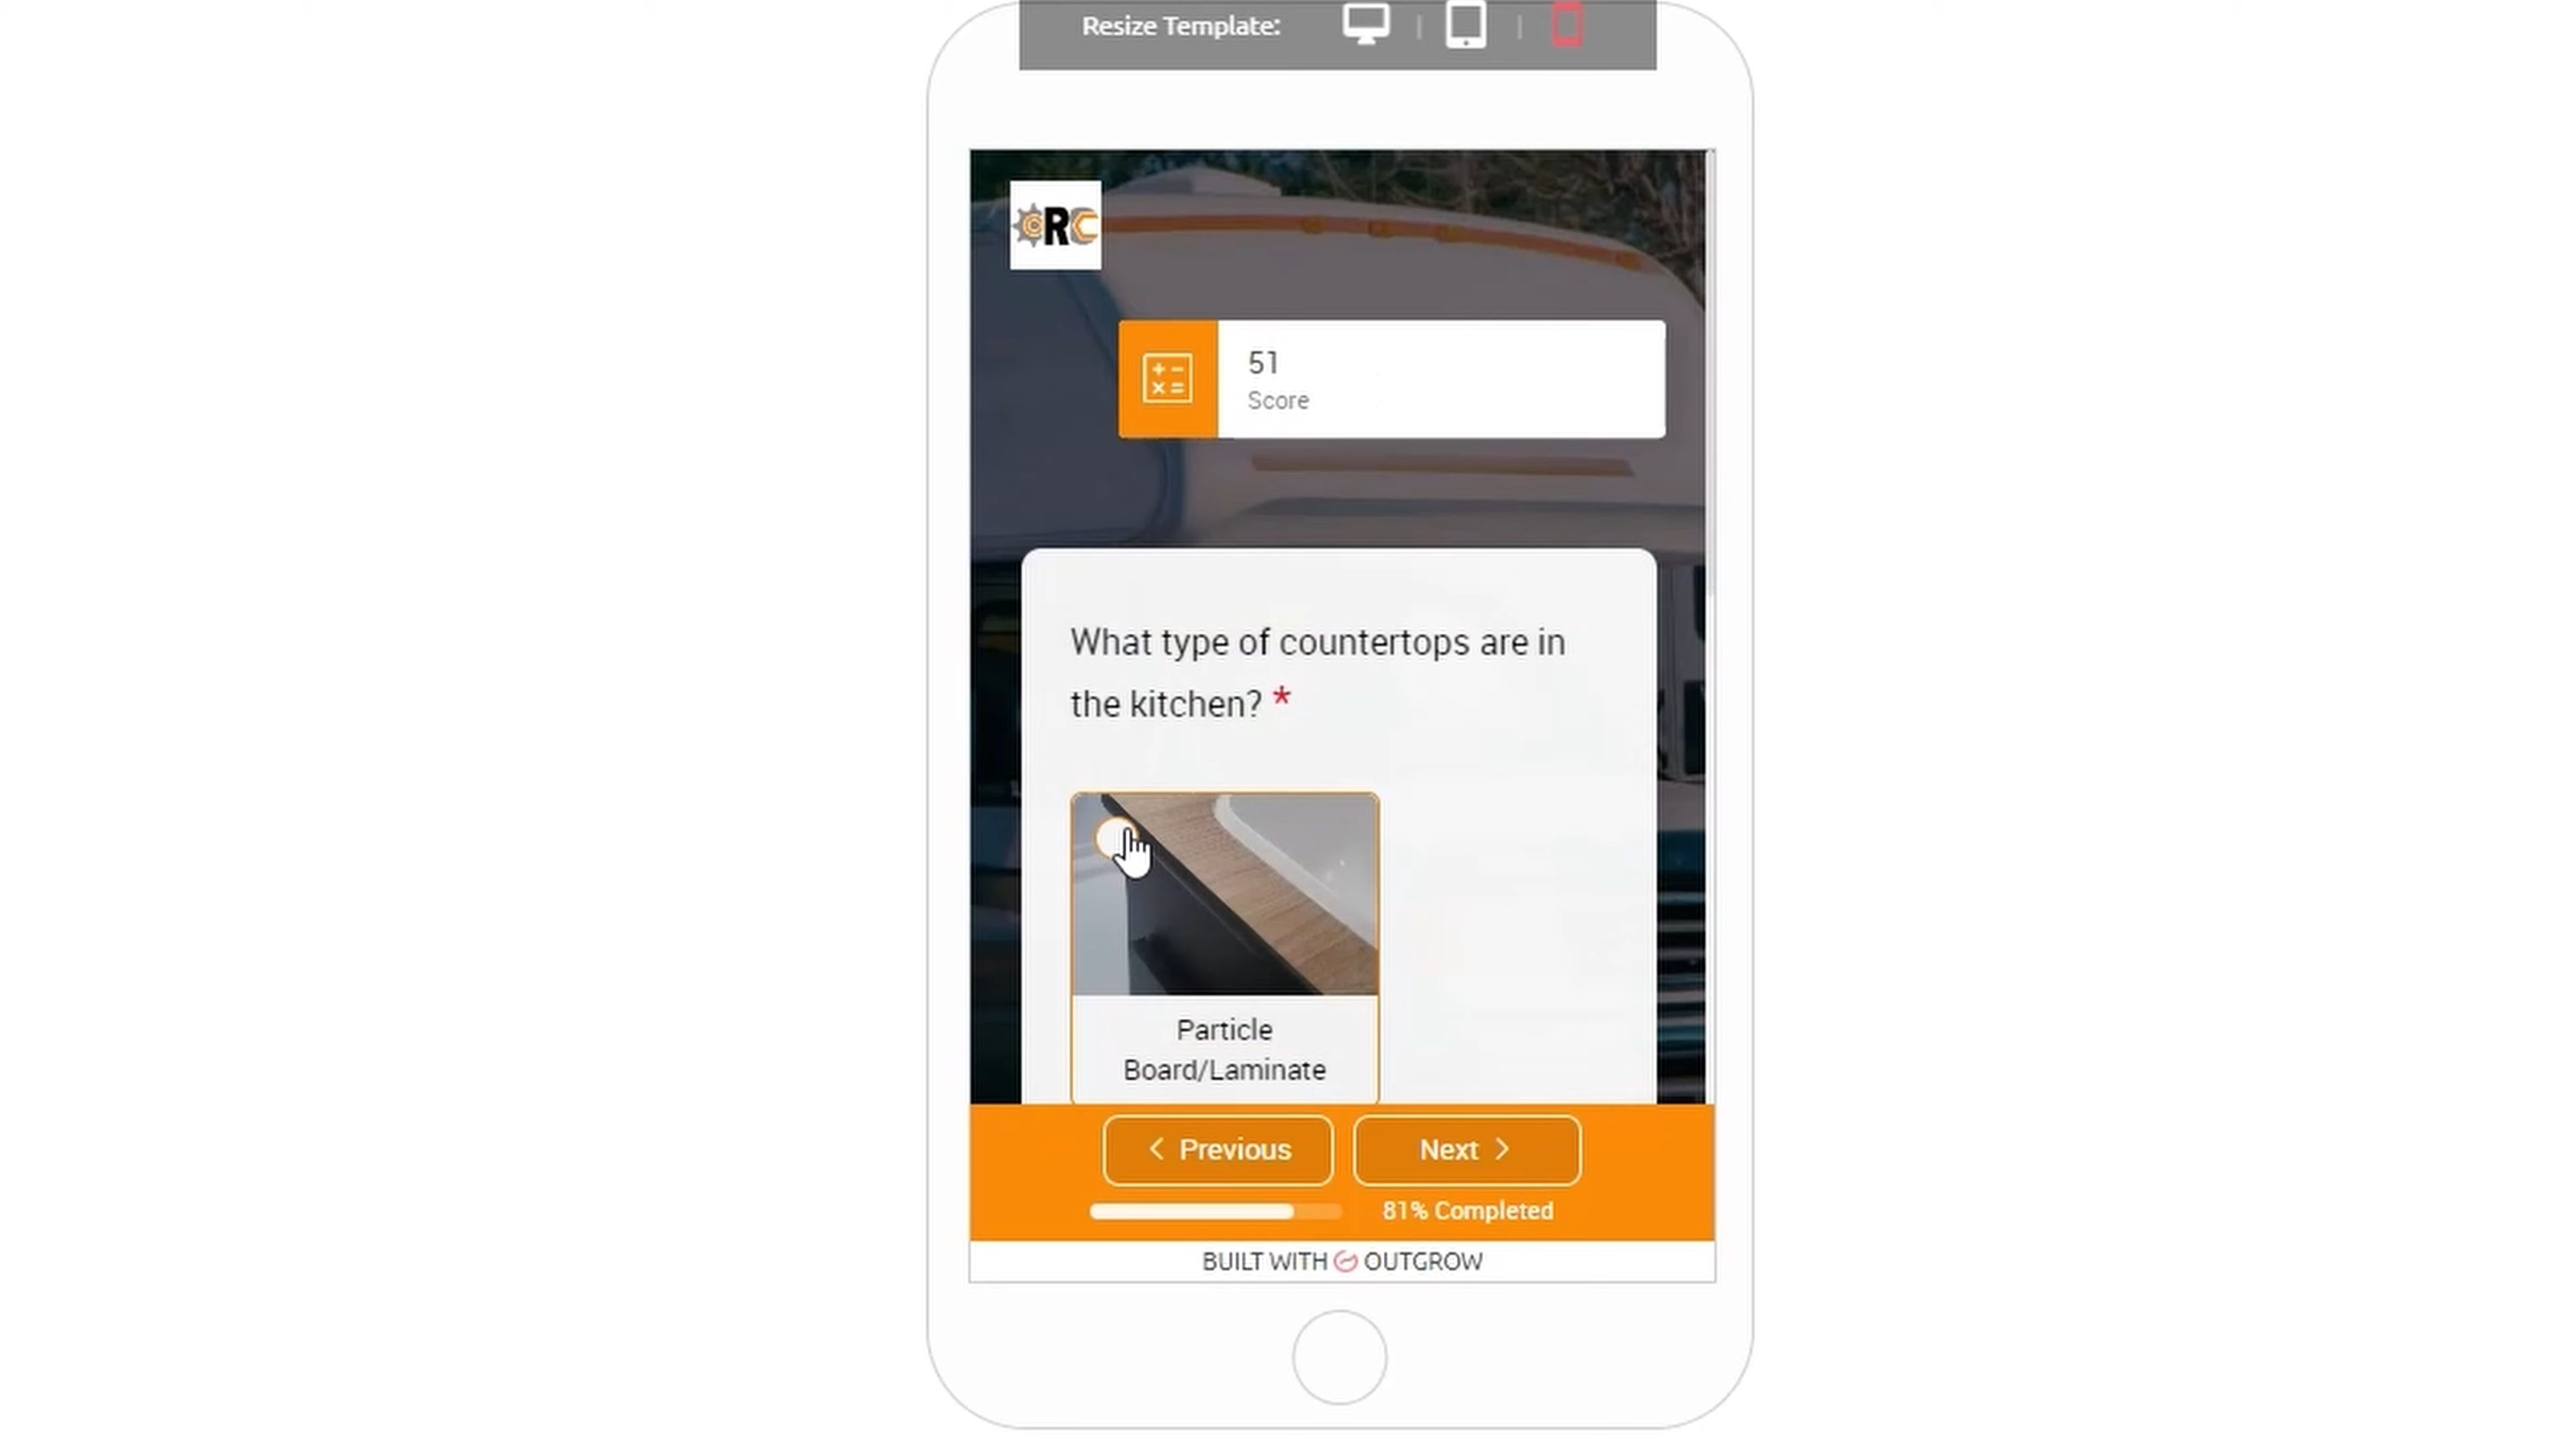 Resize Template:
RC
51
Score
What type of countertops are in
the kitchen? *
Particle
Board/Laminate
Previous
Next
81% Completed
BUILT WITH OUTGROW